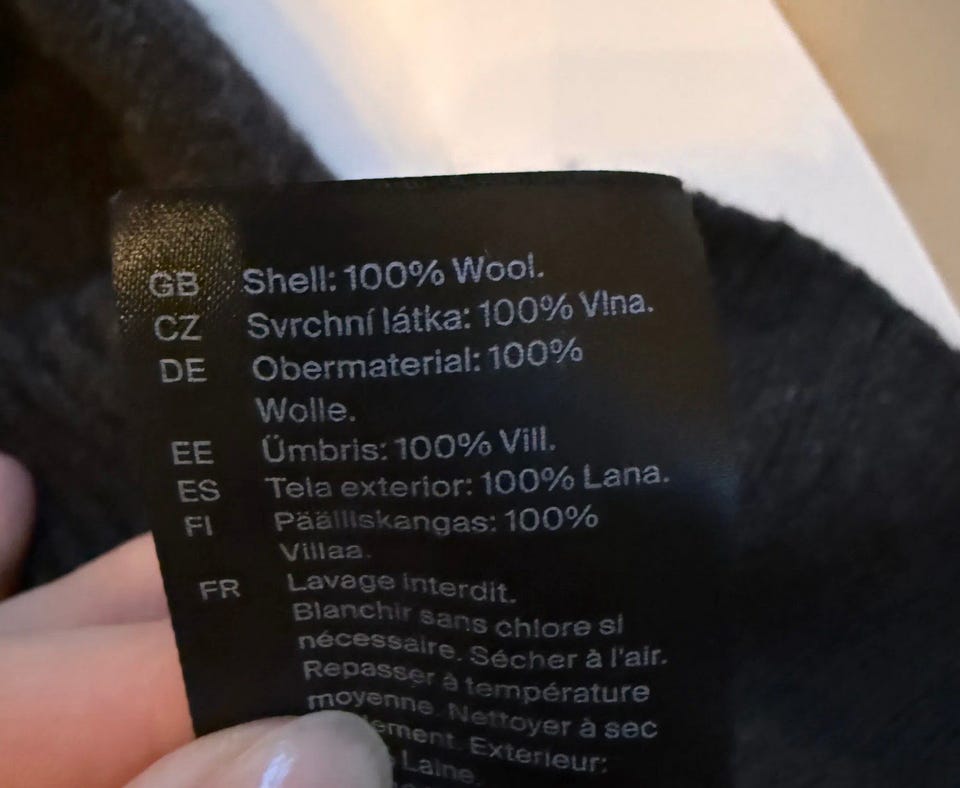 GB Shell: 100% Wool.
CZ Svrchní látka: 100% Vlna.
DE Obermaterial: 100%
Wolle.
EE Ümbris: 100% Vill.
ES Tela exterior: 100% Lana.
FI Päälliskangas: 100%
Villaa.
FR Lavage interdit.
Blanchir sans chlore si
nécessaire. Sécher à l'air.
Repasser à température
moyenne. Nettoyer à sec
Exterieur:
Laine.